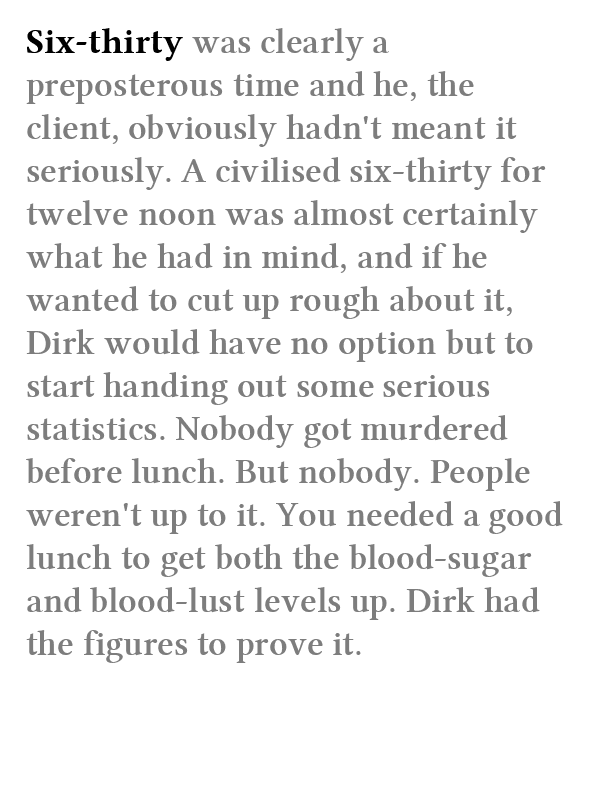 Six-thirty was clearly a
preposterous time and he, the
client, obviously hadn't meant it
seriously. A civilised six-thirty for
twelve noon was almost certainly
what he had in mind, and if he
wanted to cut up rough about it,
Dirk would have no option but to
start handing out some serious
statistics. Nobody got murdered
before lunch. But nobody. People
weren't up to it. You needed a good
lunch to get both the blood-sugar
and blood-lust levels up. Dirk had
the figures to prove it.